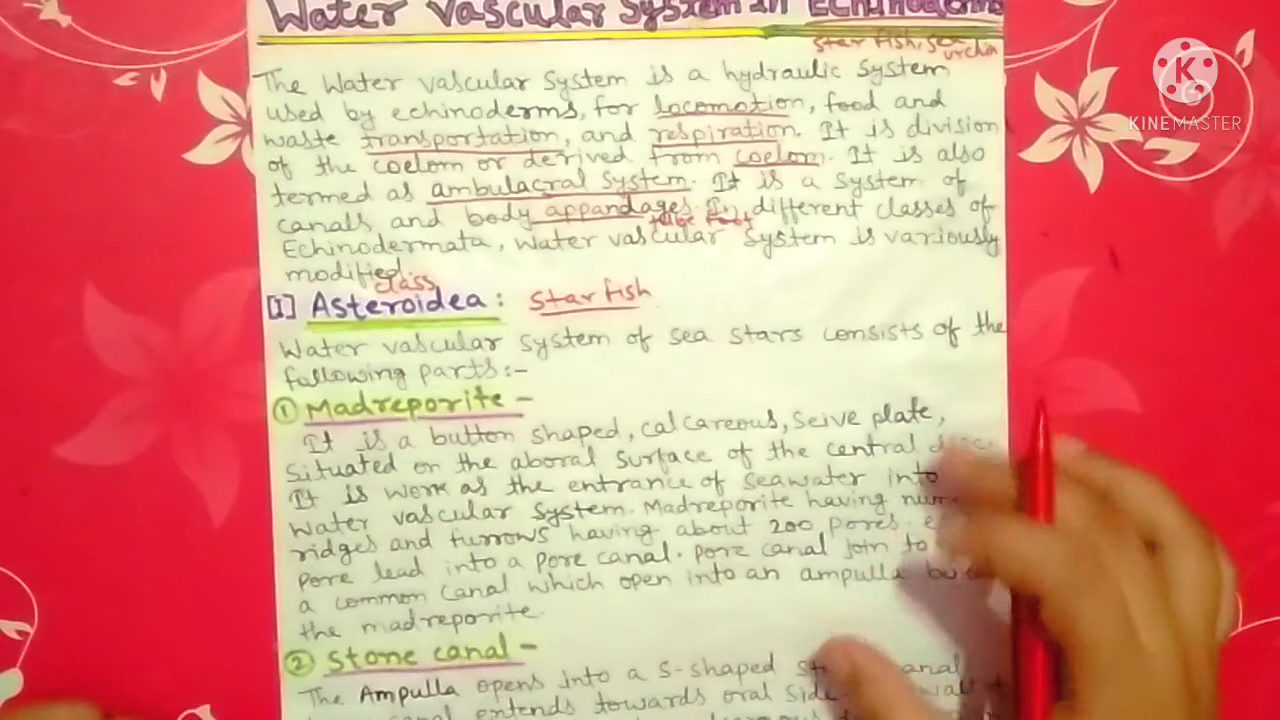 Water Vascular System in Echinoderms
Star fish, Sea
urchin
The Water vascular System is a hydraulic System
used by echinoderms, for locomotion, food and
waste transportation, and respiration. It is division
of the coelom or derived from coelom. It is also
termed as ambulacral system. It is a system of
canals and body appandages. In different classes of
tube foot
Echinodermata, Water vascular System is variously
modified.
class
[I] Asteroidea: Starfish
Water vascular system of sea stars consists of the
following parts:-
① Madreporite -
It is a button shaped, calcareous, Seive plate,
Situated on the aboral surface of the central
It is work as the entrance of seawater into
Water vascular System. Madreporite having
ridges and furrows having about 200 pores.
pore lead into a pore canal. pore canal join to
a common canal which open into an ampulla
the madreporite.
② Stone canal -
The Ampulla opens into a S-shaped canal
canal extends towards oral side.
KINEMASTER